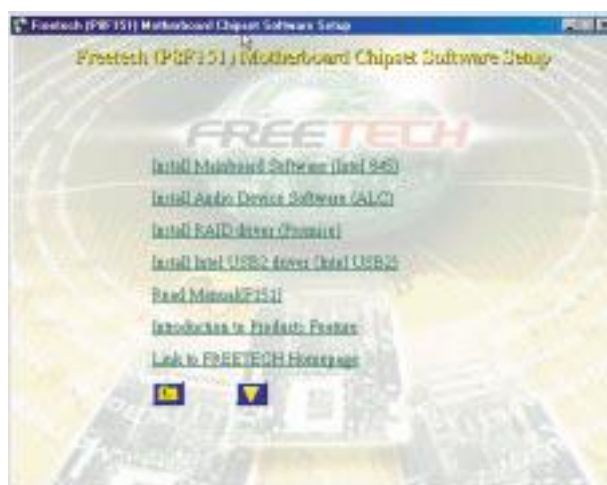 Freetech (P8F151) Motherboard Chipset Software Setup
Freetech (P8F151) Motherboard Chipset Software Setup
FREETECH
Install Mainboard Software (Intel 845)
Install Audio Device Software (ALC)
Install RAID driver (Promise)
Install Intel USB2 driver (Intel USB2)
Read Manual(F151)
Introduction to Products Feature
Link to FREETECH Homepage